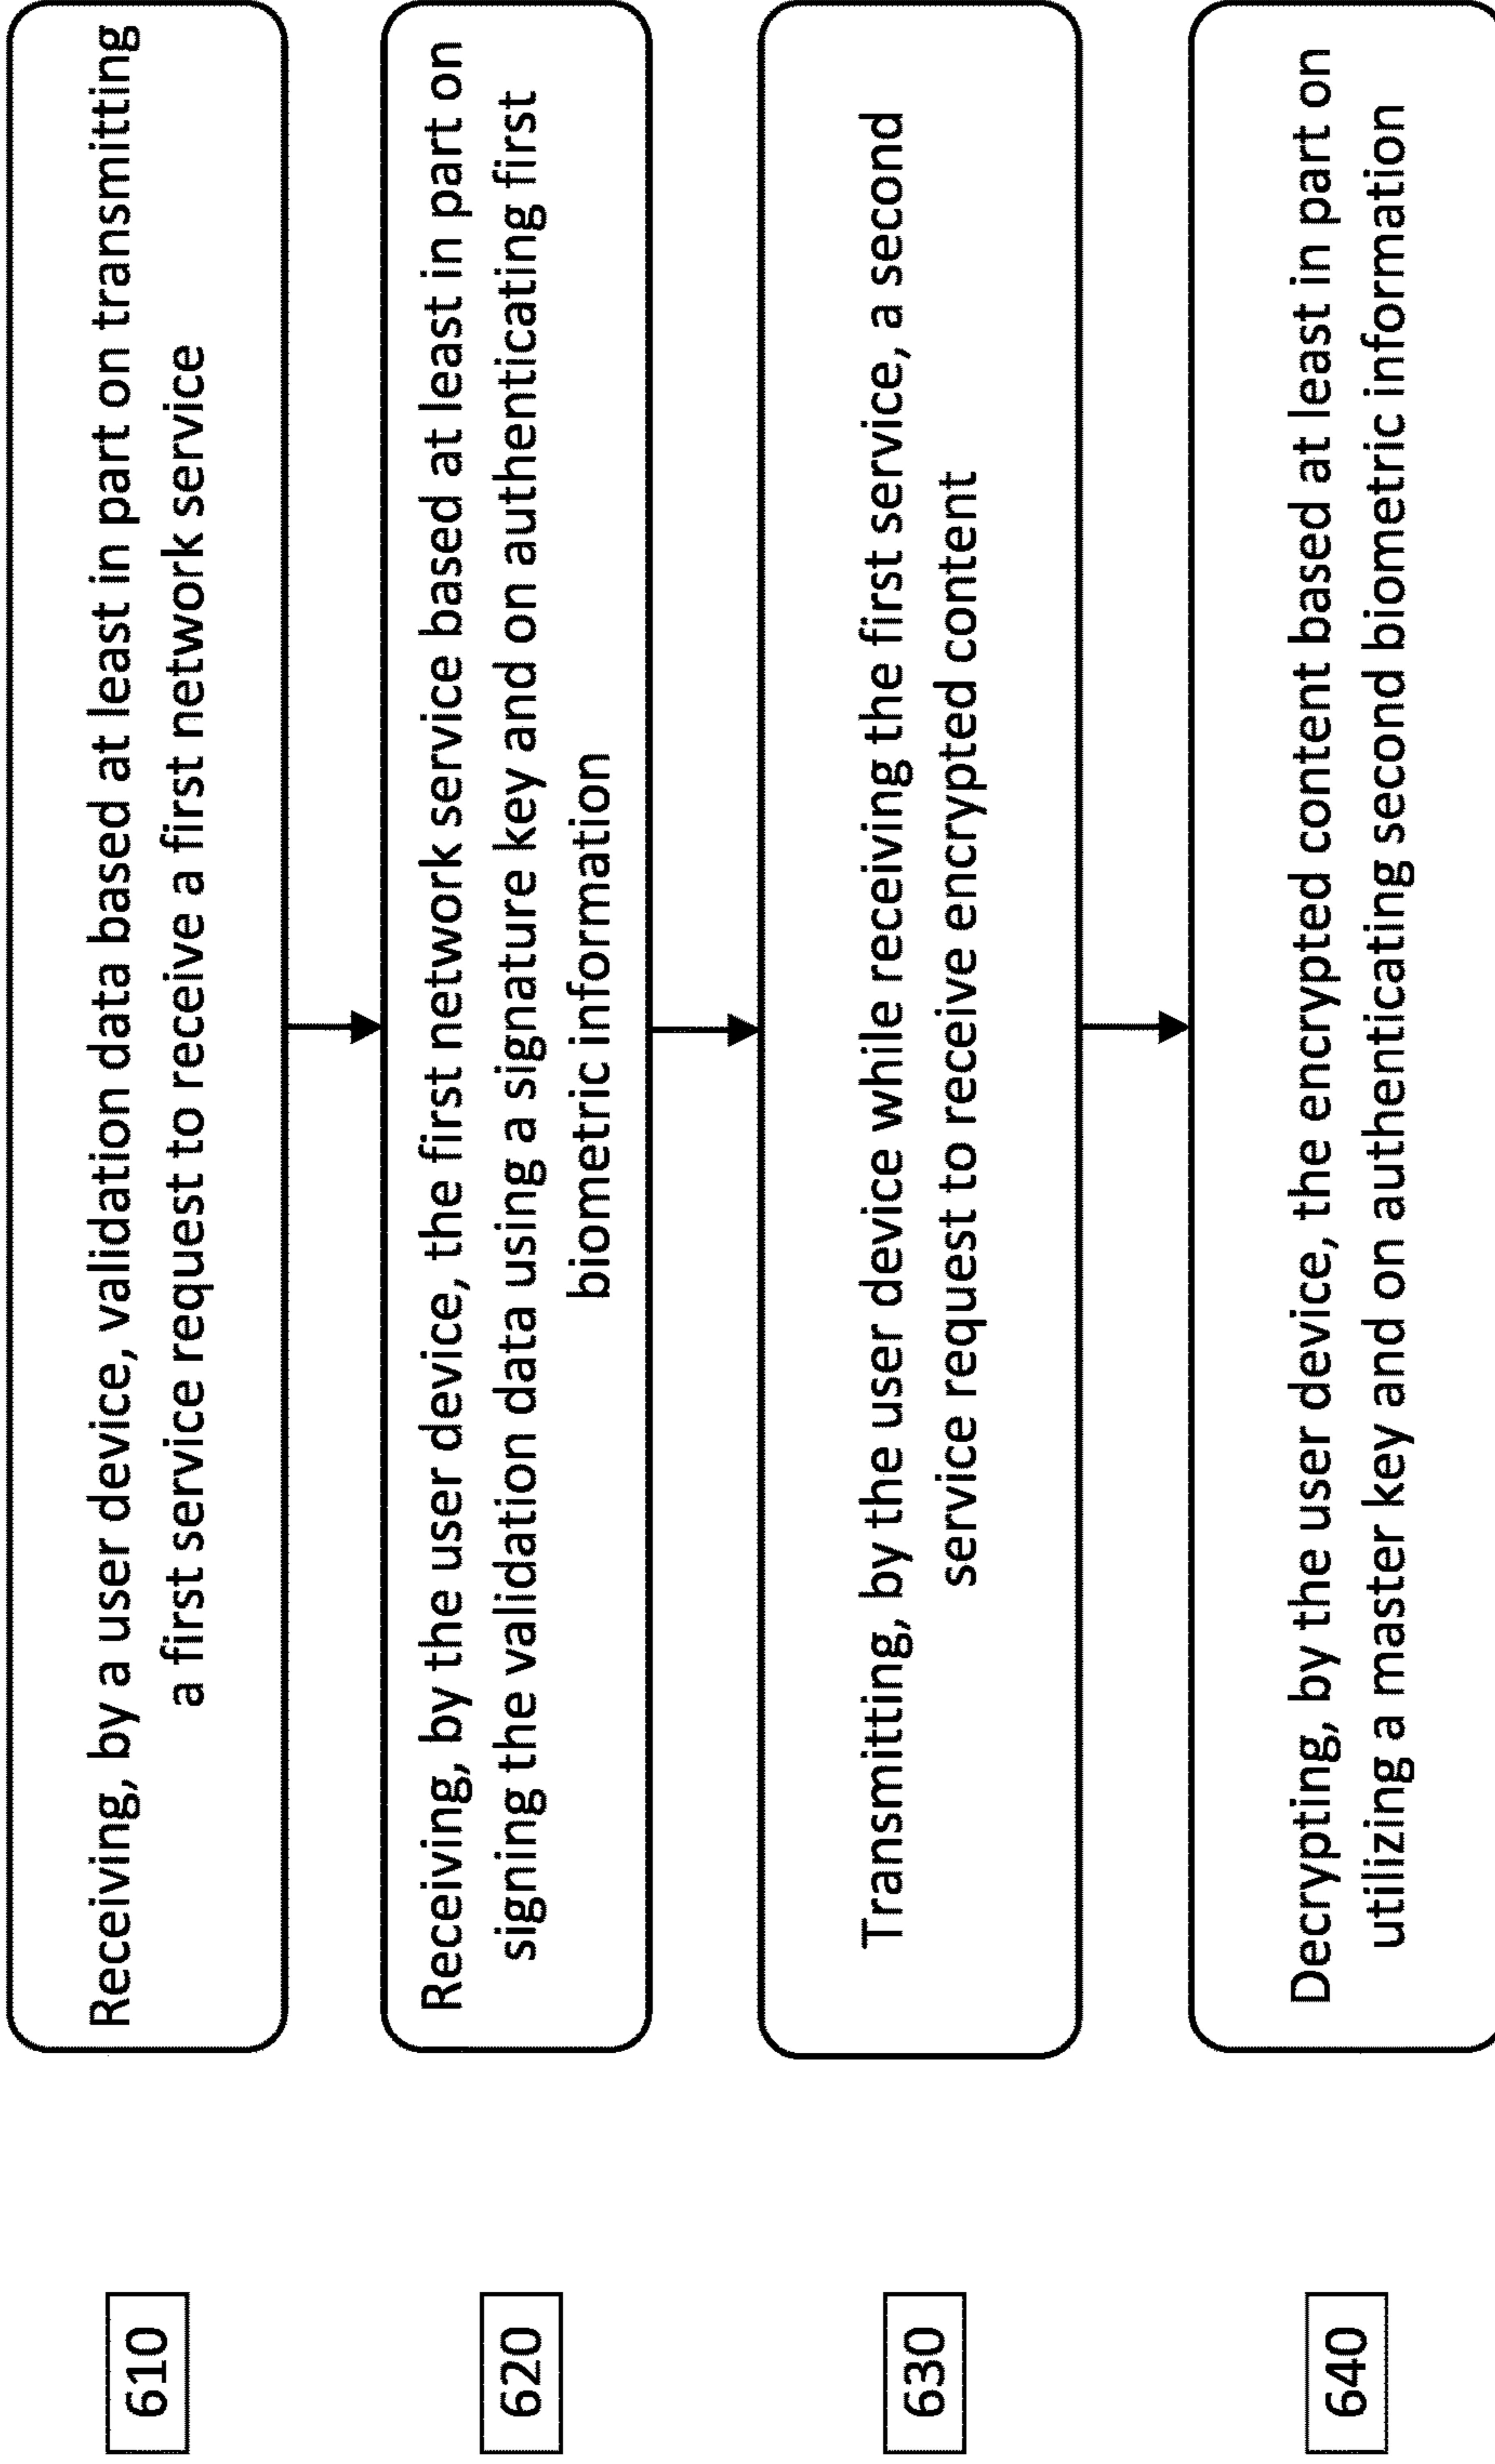 610
Receiving, by a user device, validation data based at least in part on transmitting
a first service request to receive a first network service
620
Receiving, by the user device, the first network service based at least in part on
signing the validation data using a signature key and on authenticating first
biometric information
630
Transmitting, by the user device while receiving the first service, a second
service request to receive encrypted content
640
Decrypting, by the user device, the encrypted content based at least in part on
utilizing a master key and on authenticating second biometric information